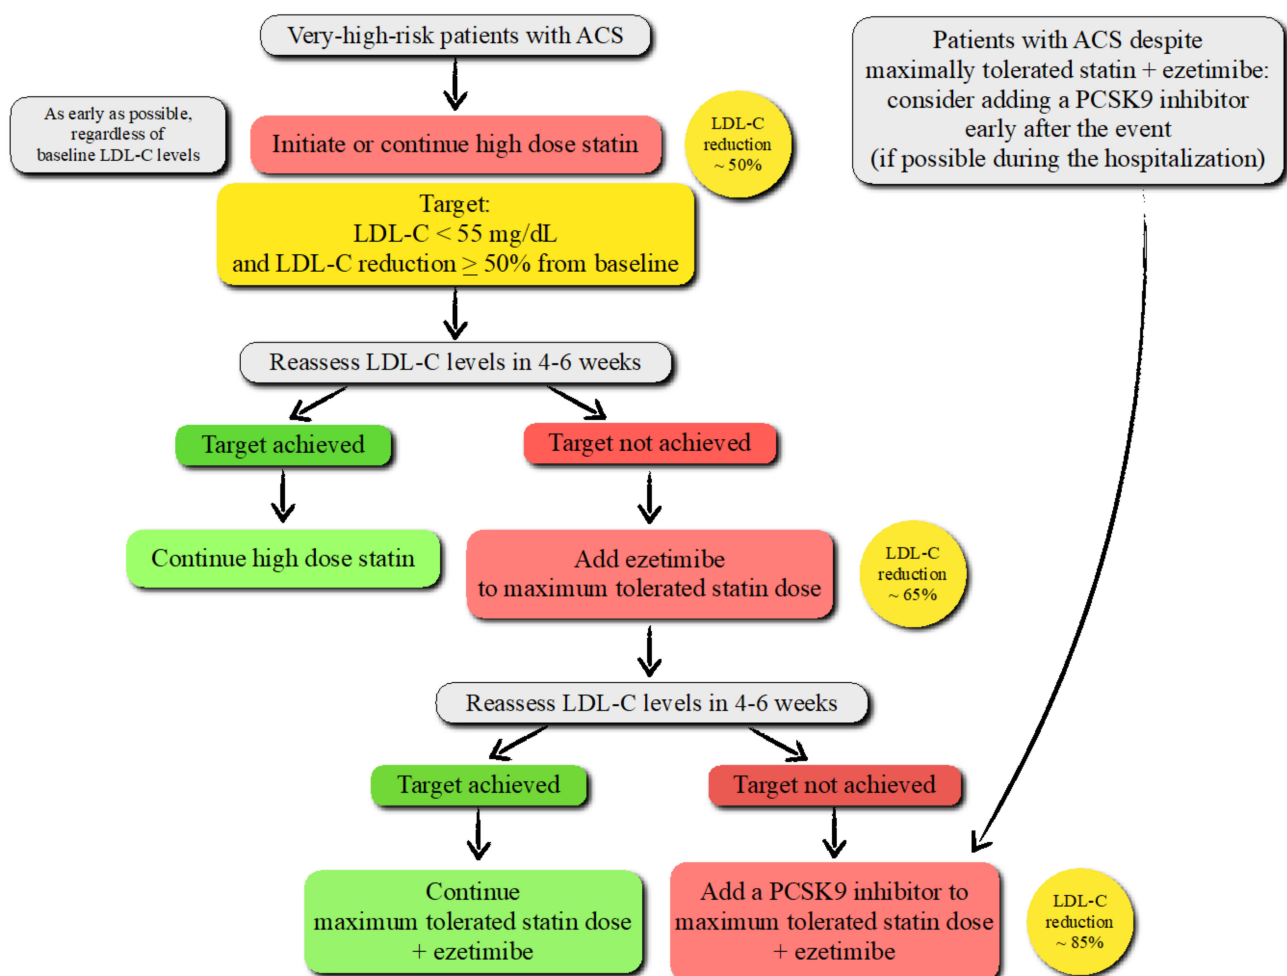 Very-high-risk patients with ACS
Patients with ACS despite
maximally tolerated statin + ezetimibe:
consider adding a PCSK9 inhibitor
early after the event
(if possible during the hospitalization)
As early as possible,
regardless of
baseline LDL-C levels
Initiate or continue high dose statin
LDL-C
reduction
~ 50%
Target:
LDL-C < 55 mg/dL
and LDL-C reduction ≥ 50% from baseline
Reassess LDL-C levels in 4-6 weeks
Target achieved
Target not achieved
Continue high dose statin
Add ezetimibe
to maximum tolerated statin dose
LDL-C
reduction
~ 65%
Reassess LDL-C levels in 4-6 weeks
Target achieved
Target not achieved
Continue
maximum tolerated statin dose
+ ezetimibe
Add a PCSK9 inhibitor to
maximum tolerated statin dose
+ ezetimibe
LDL-C
reduction
~ 85%